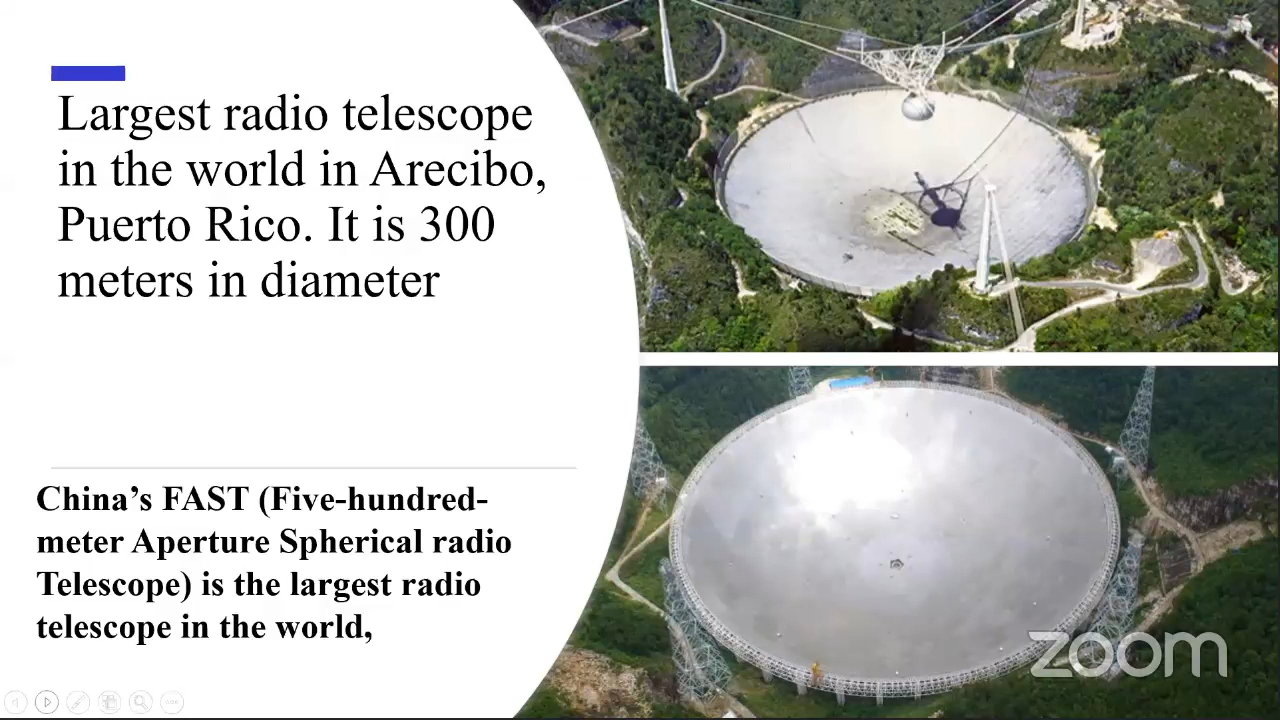 Largest radio telescope
in the world in Arecibo,
Puerto Rico. It is 300
meters in diameter
China’s FAST (Five-hundred-
meter Aperture Spherical radio
Telescope) is the largest radio
telescope in the world,
zoom